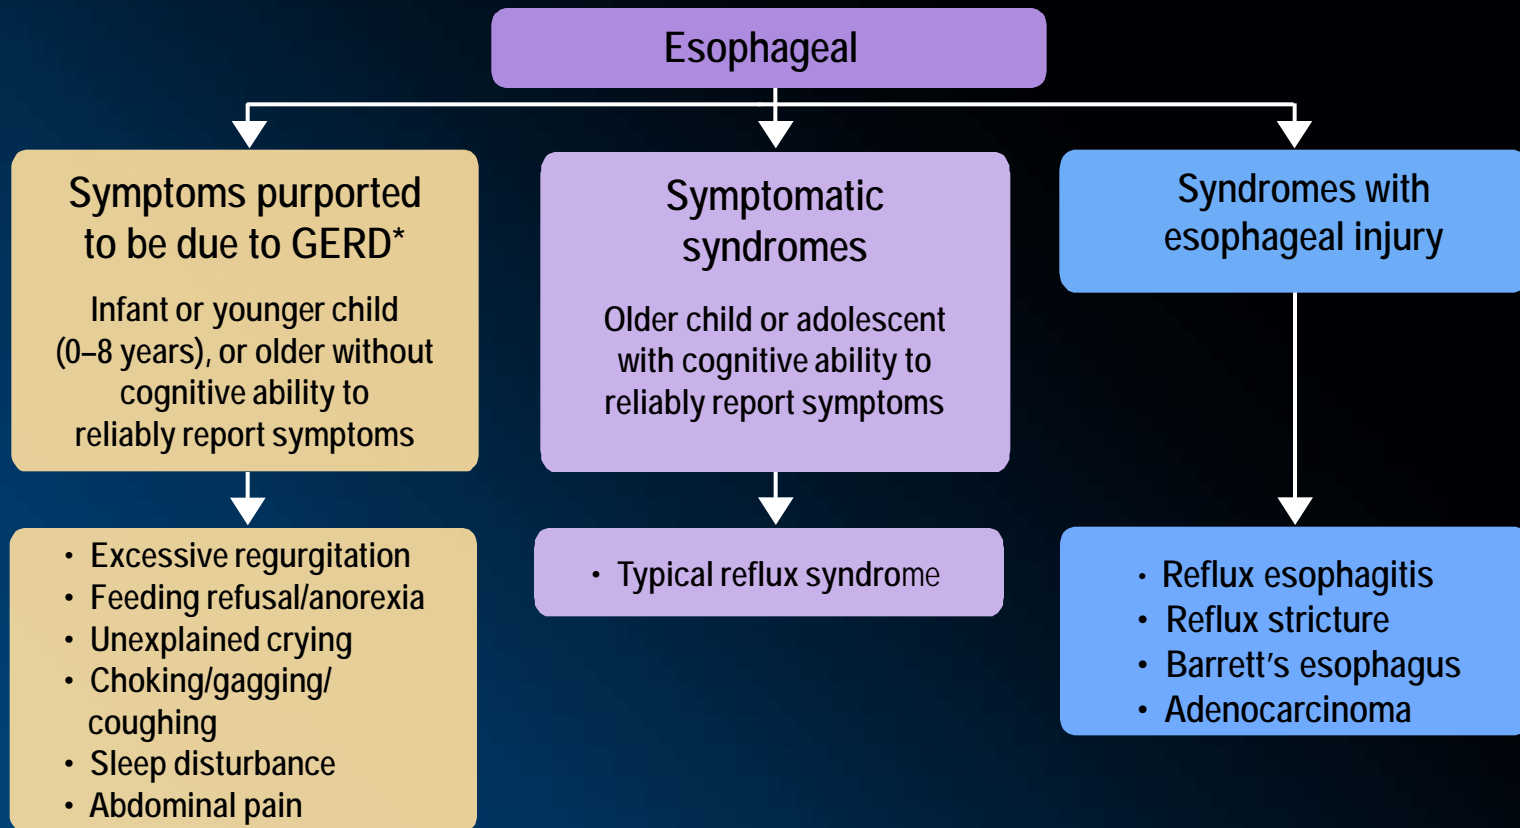 Esophageal
Symptoms purported
to be due to GERD*
Infant or younger child
(0–8 years), or older without
cognitive ability to
reliably report symptoms
• Excessive regurgitation
• Feeding refusal/anorexia
• Unexplained crying
• Choking/gagging/
coughing
• Sleep disturbance
• Abdominal pain
Symptomatic
syndromes
Older child or adolescent
with cognitive ability to
reliably report symptoms
• Typical reflux syndrome
Syndromes with
esophageal injury
• Reflux esophagitis
• Reflux stricture
• Barrett’s esophagus
• Adenocarcinoma